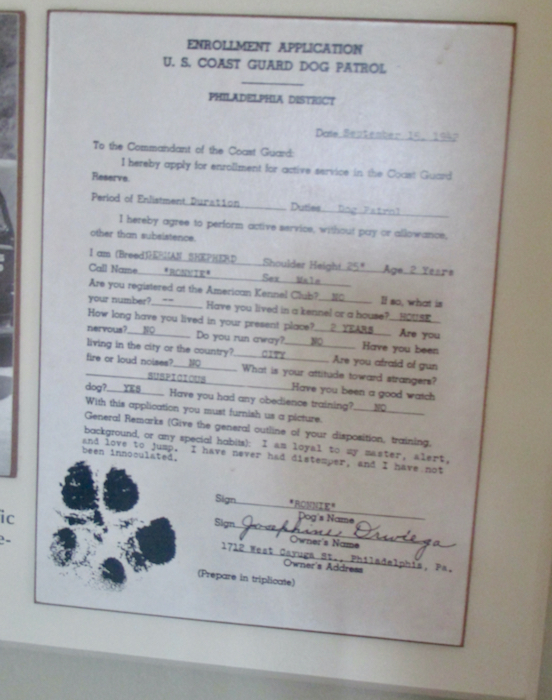 ENROLLMENT APPLICATION
U. S. COAST GUARD DOG PATROL
PHILADELPHIA DISTRICT
Date September 15, 1942
To the Commandant of the Coast Guard:
I hereby apply for enrollment for active service in the Coast Guard
Reserve.
Period of Enlistment Duration Duties Dog Patrol
I hereby agree to perform active service, without pay or allowance,
other than subsistence.
I am (Breed) GERMAN SHEPHERD Shoulder Height 25" Age 2 Years
Call Name "RONNIE" Sex Male
Are you registered at the American Kennel Club? NO If so, what is
your number? -- Have you lived in a kennel or a house? HOUSE
How long have you lived in your present place? 2 YEARS Are you
nervous? NO Do you run away? NO Have you been
living in the city or the country? CITY Are you afraid of gun
fire or loud noises? NO What is your attitude toward strangers?
SUSPICIOUS Have you been a good watch
dog? YES Have you had any obedience training? NO
With this application you must furnish us a picture.
General Remarks (Give the general outline of your disposition, training,
background, or any special habits): I am loyal to my master, alert,
and love to jump. I have never had distemper, and I have not
been innoculated.
Sign "RONNIE"
Dog's Name
Sign Josephine
Owner's Name
1712 West Cayuga St., Philadelphia, Pa.
Owner's Address
(Prepare in triplicate)
ic
e-